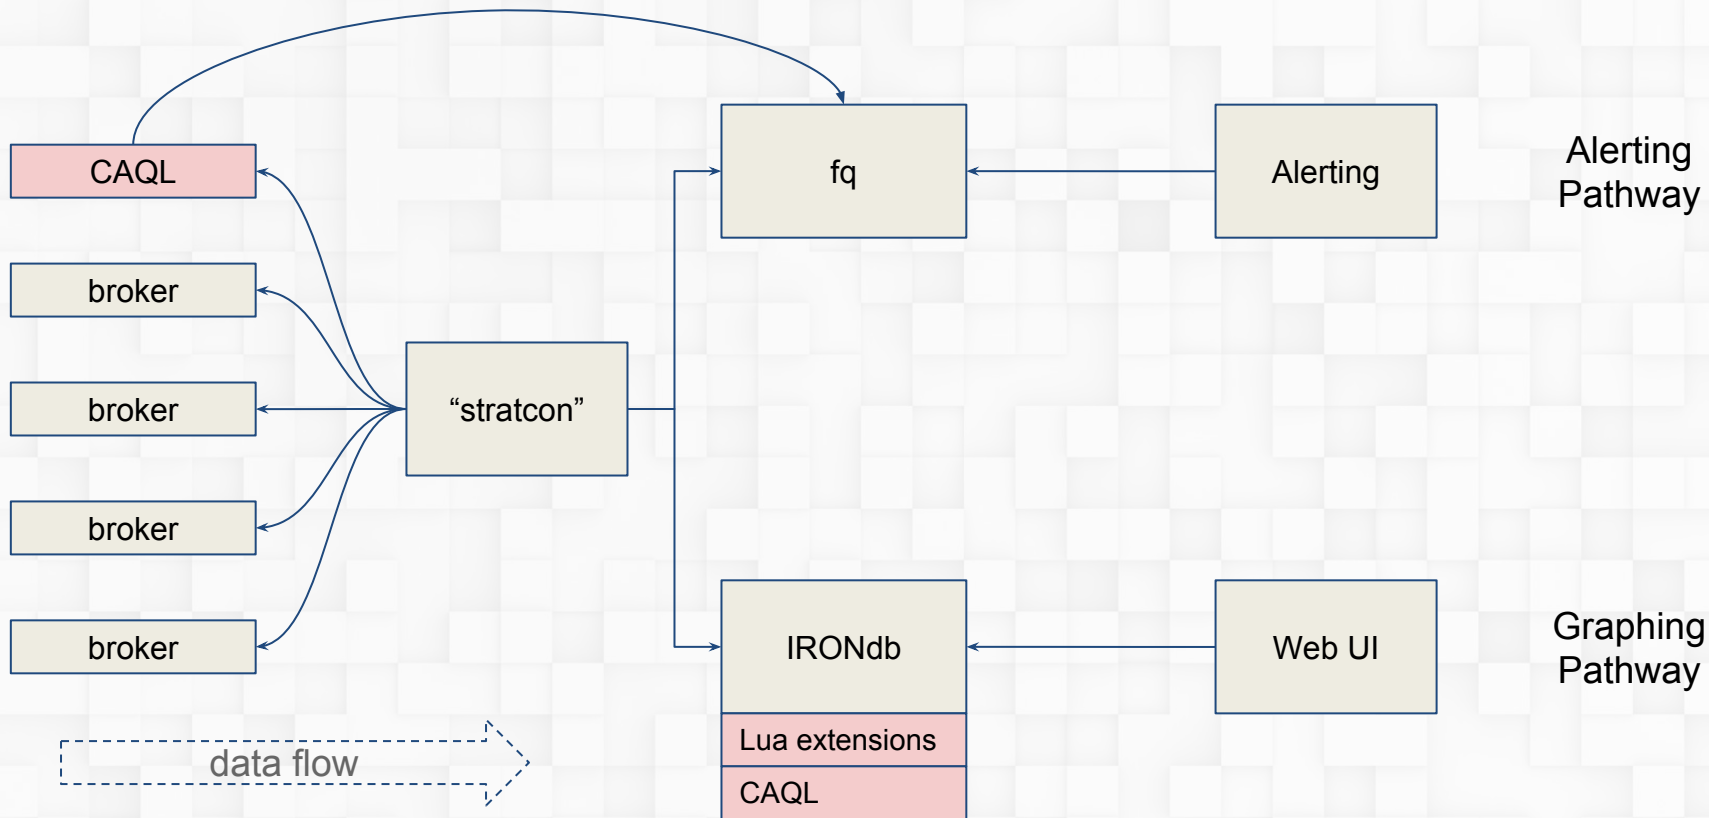 CAQL
broker
broker
broker
broker
“stratcon”
fq
Alerting
Alerting
Pathway
IRONdb
Lua extensions
CAQL
Web UI
Graphing
Pathway
data flow